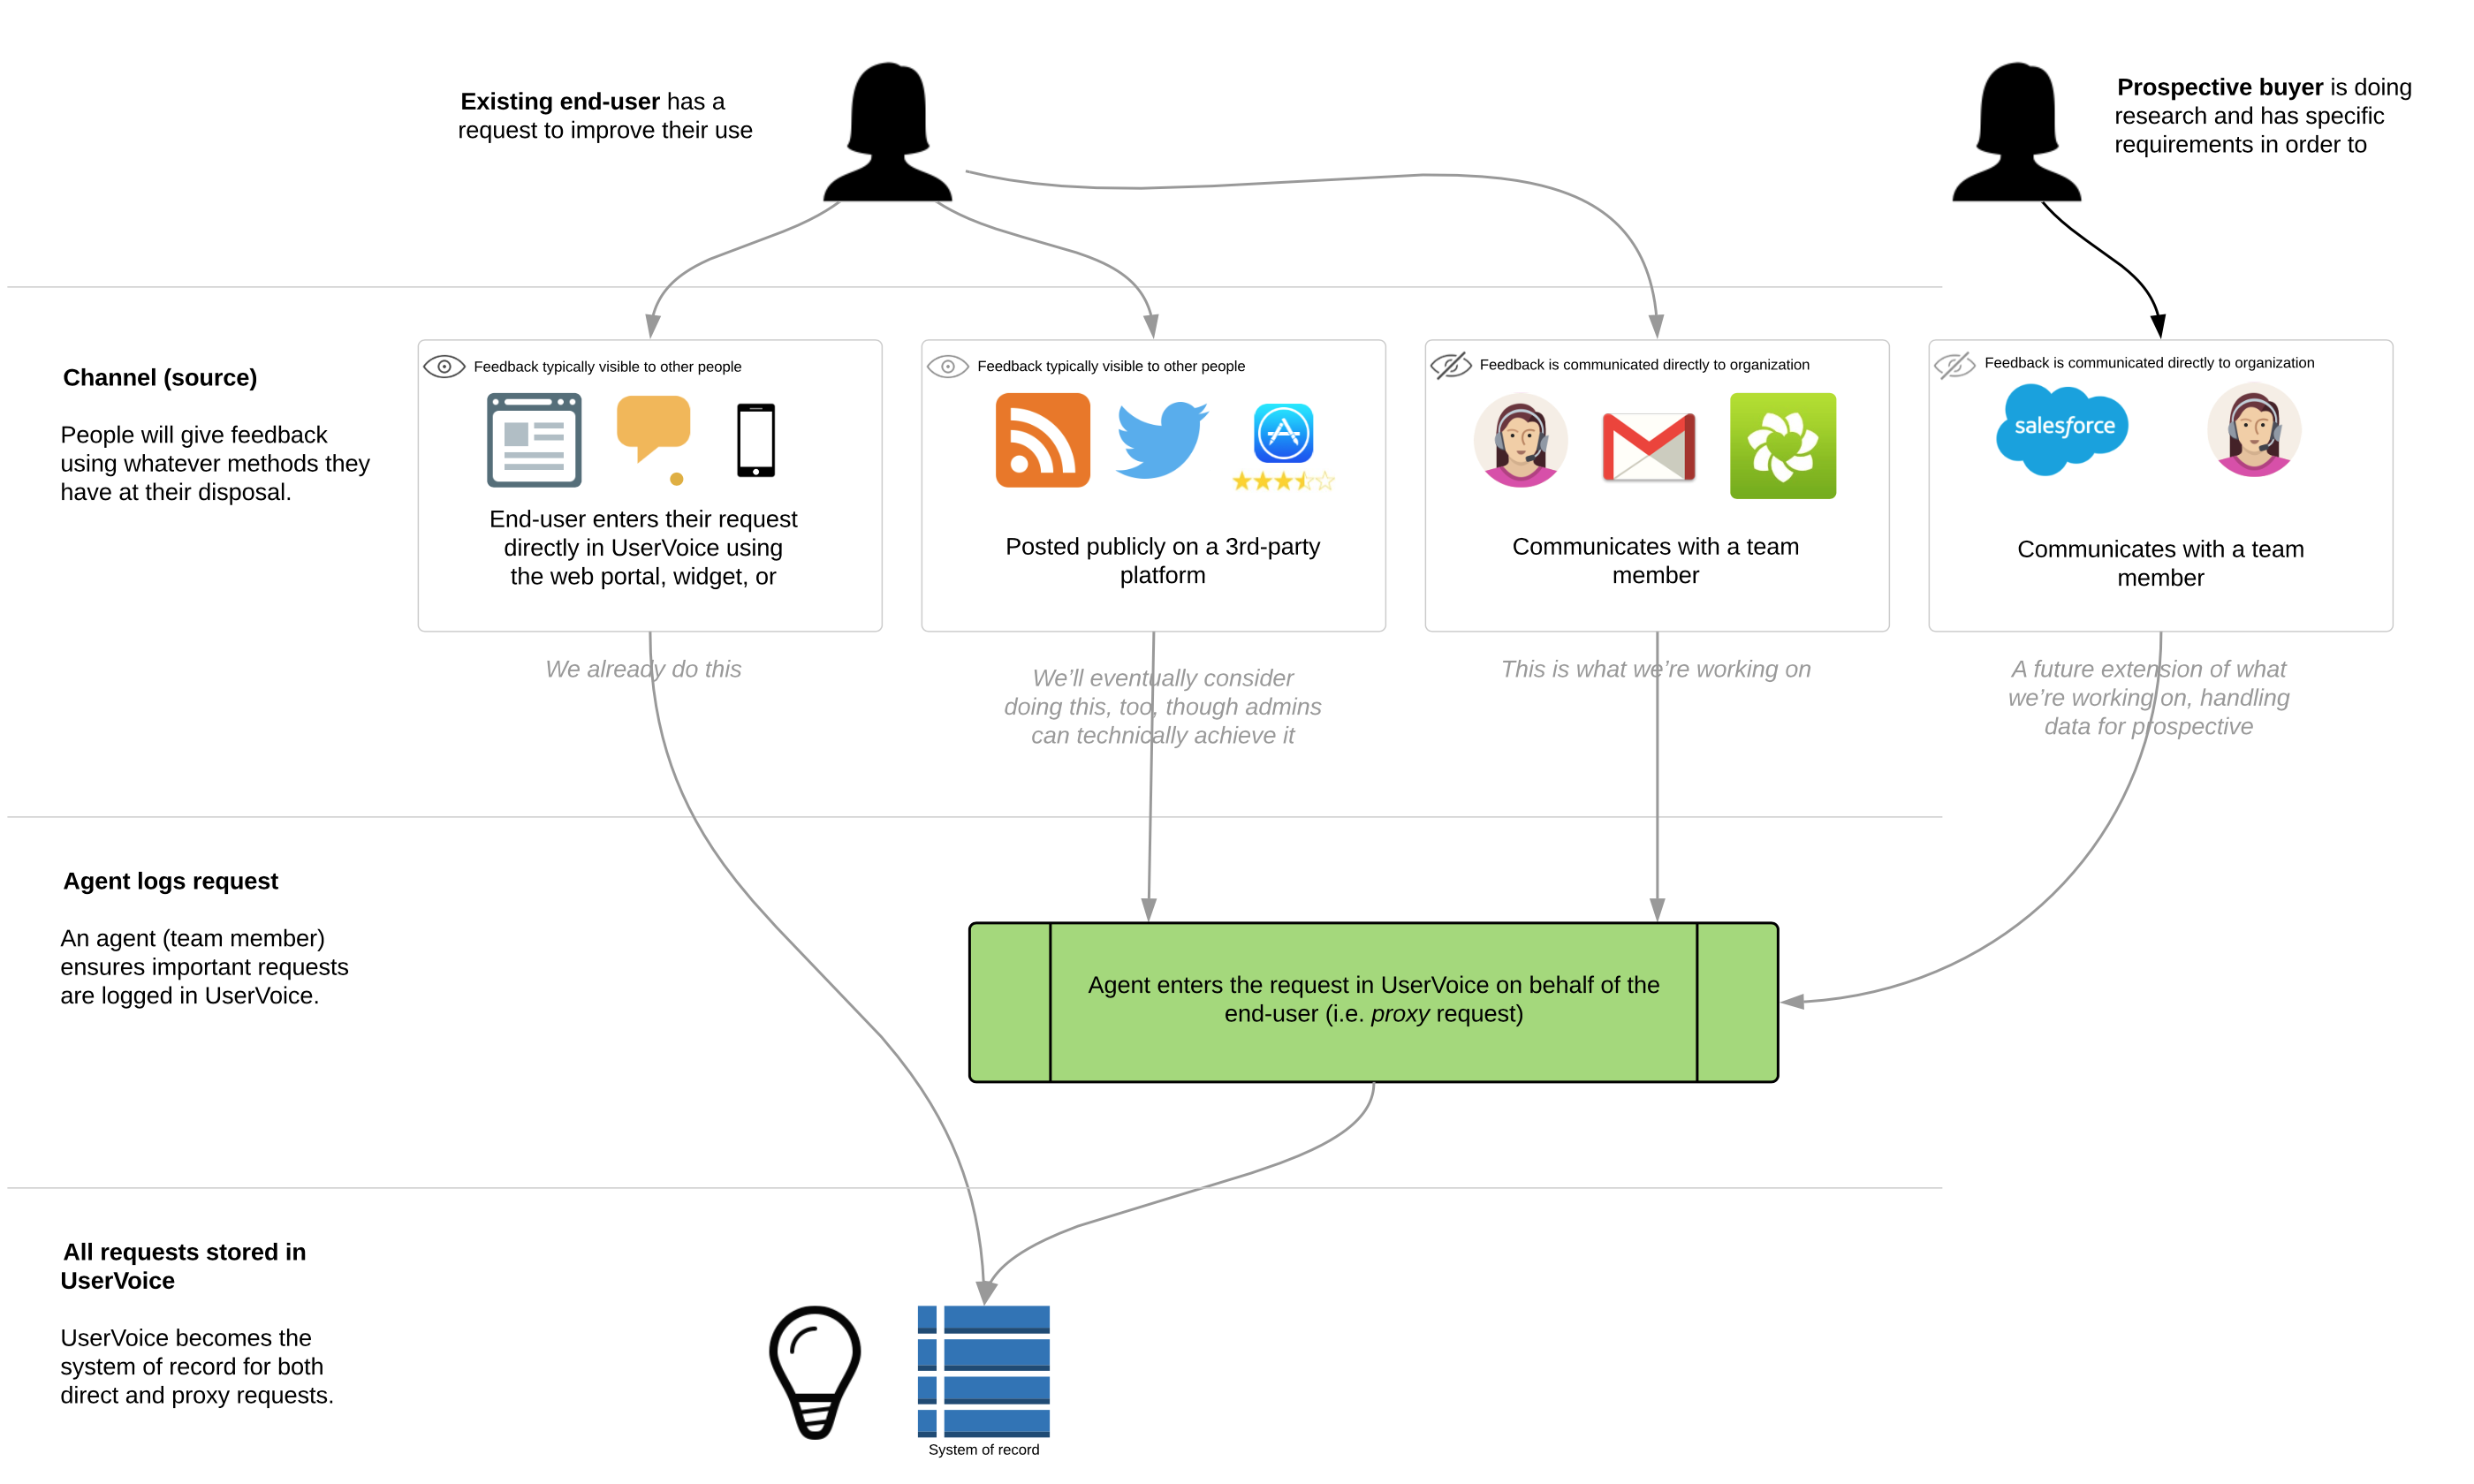 Existing end-user has a
request to improve their use
Prospective buyer is doing
research and has specific
requirements in order to
Channel (source)
People will give feedback
using whatever methods they
have at their disposal.
Feedback typically visible to other people
End-user enters their request
directly in UserVoice using
the web portal, widget, or
Feedback typically visible to other people
Posted publicly on a 3rd-party
platform
Feedback is communicated directly to organization
Communicates with a team
member
Feedback is communicated directly to organization
salesforce
Communicates with a team
member
We already do this
We’ll eventually consider
doing this, too, though admins
can technically achieve it
This is what we’re working on
A future extension of what
we’re working on, handling
data for prospective
Agent logs request
An agent (team member)
ensures important requests
are logged in UserVoice.
Agent enters the request in UserVoice on behalf of the
end-user (i.e. proxy request)
All requests stored in
UserVoice
UserVoice becomes the
system of record for both
direct and proxy requests.
System of record